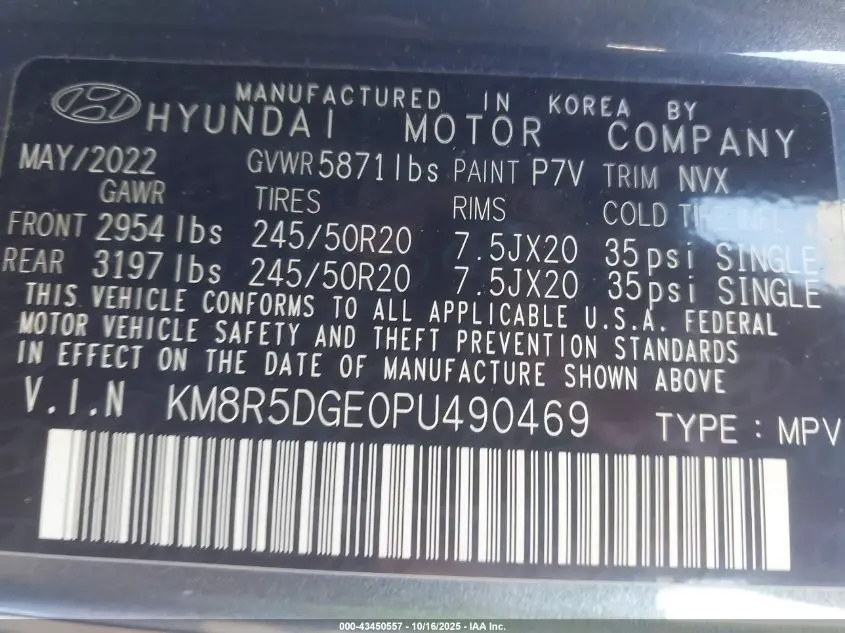 MANUFACTURED IN KOREA BY
HYUNDAI MOTOR COMPANY
MAY/2022 GVWR 5871 lbs PAINT P7V TRIM NVX
GAWR TIRES RIMS COLD
FRONT 2954 lbs 245/50R20 7.5JX20 35psi SINGLE
REAR 3197 lbs 245/50R20 7.5JX20 35psi SINGLE
THIS VEHICLE CONFORMS TO ALL APPLICABLE U.S.A. FEDERAL
MOTOR VEHICLE SAFETY AND THEFT PREVENTION STANDARDS
IN EFFECT ON THE DATE OF MANUFACTURE SHOWN ABOVE
V.I.N KM8R5DGE0PU490469 TYPE : MPV
000-43450557 - 10/16/2025 - IAA Inc.